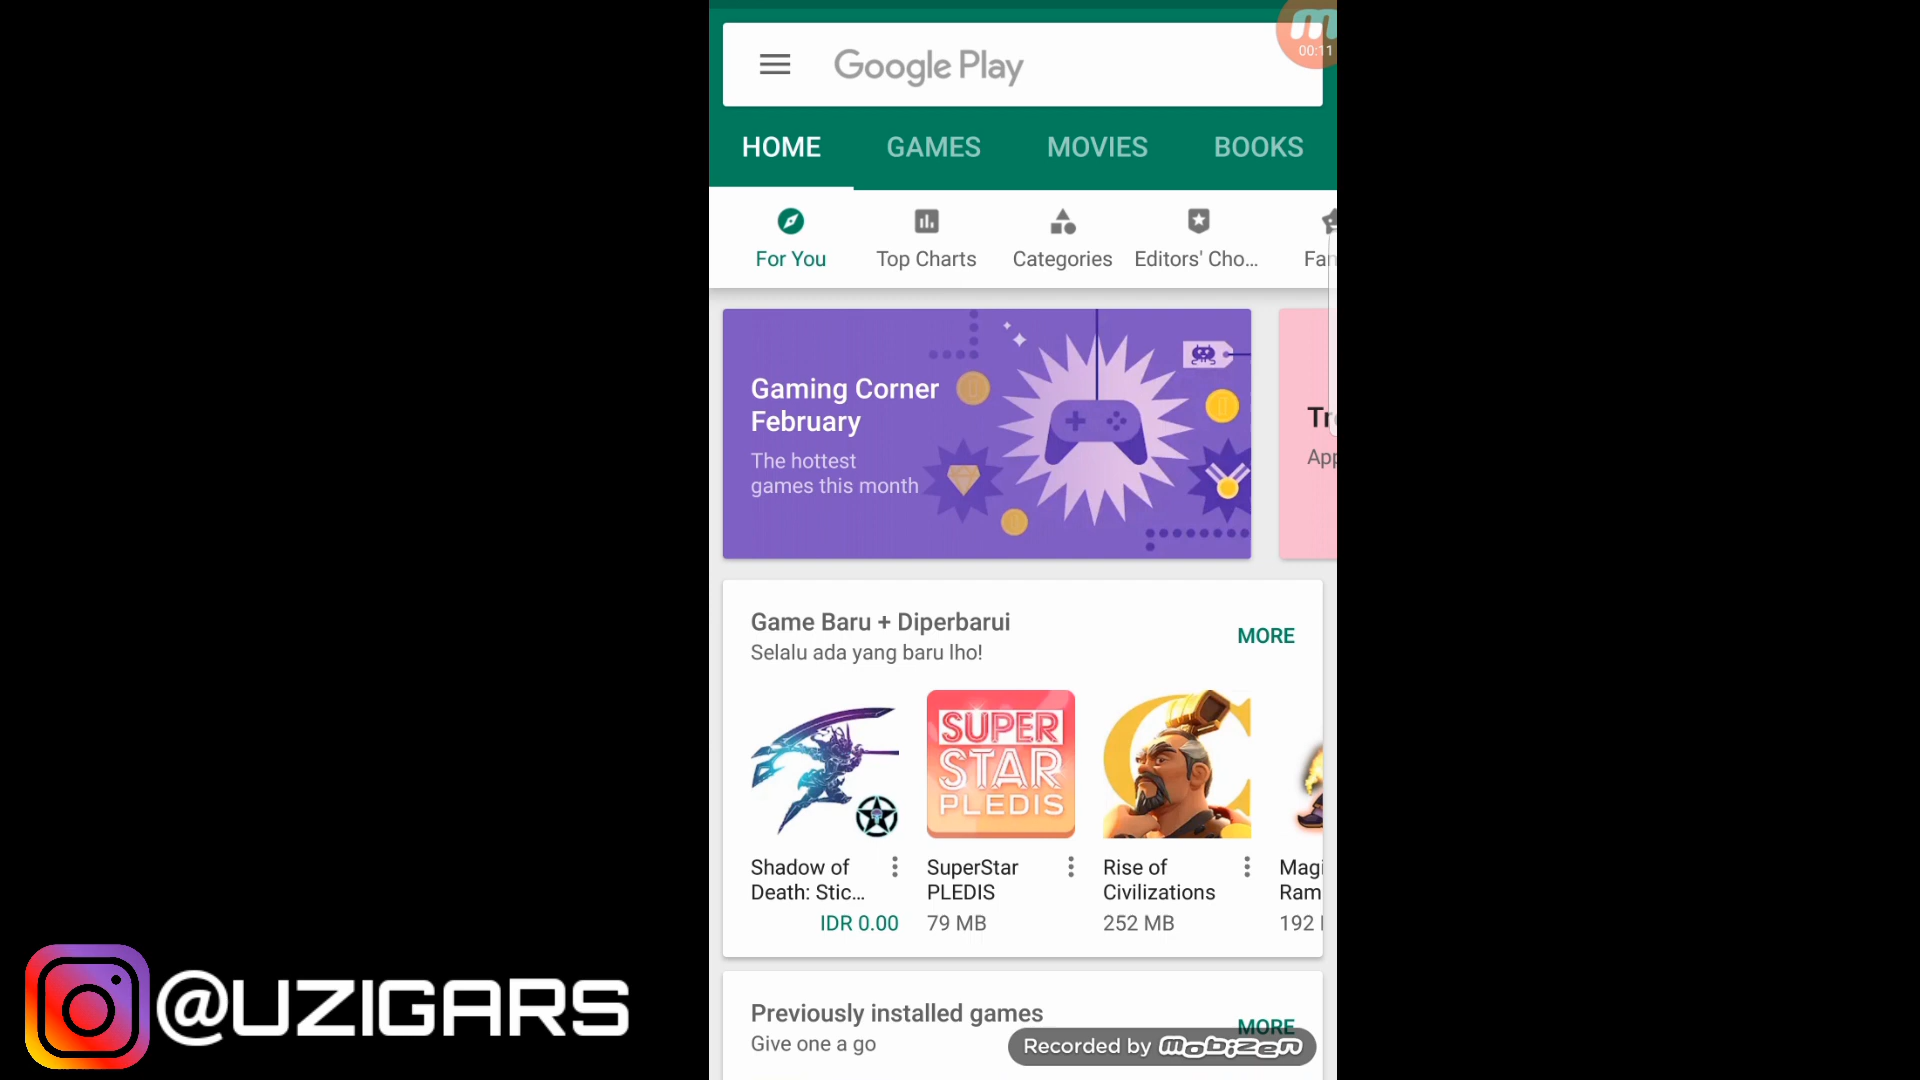 Google Play
00:11
HOME GAMES MOVIES BOOKS
For You Top Charts Categories Editors' Cho...
Gaming Corner
February
The hottest
games this month
Game Baru + Diperbarui
MORE
Selalu ada yang baru lho!
SUPER
STAR
PLEDIS
Shadow of
Death: Stic...
IDR 0.00
SuperStar
PLEDIS
79 MB
Rise of
Civilizations
252 MB
192
Previously installed games
MORE
Give one a go
Recorded by mobizen
@UZIGARS